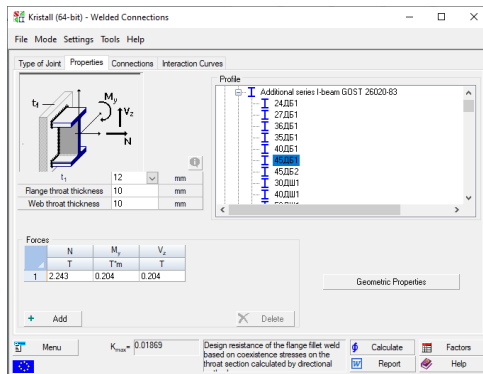 Kristall (64-bit) - Welded Connections
File Mode Settings Tools Help
Type of Joint Properties Connections Interaction Curves
Profile
tf
My
Vz
N
Additional series I-beam GOST 26020-83
24ДБ1
27ДБ1
36ДБ1
35ДБ1
40ДБ1
45ДБ1
45ДБ2
30ДШ1
40ДШ1
t1 12 mm
Flange throat thickness 10 mm
Web throat thickness 10 mm
Forces
N My Vz
T T*m T
1 2.243 0.204 0.204
Geometric Properties
+ Add Delete
Menu Kmax= 0.01869
Design resistance of the flange fillet weld
based on coexistence stresses on the
throat section calculated by directional
Calculate Factors
Report Help